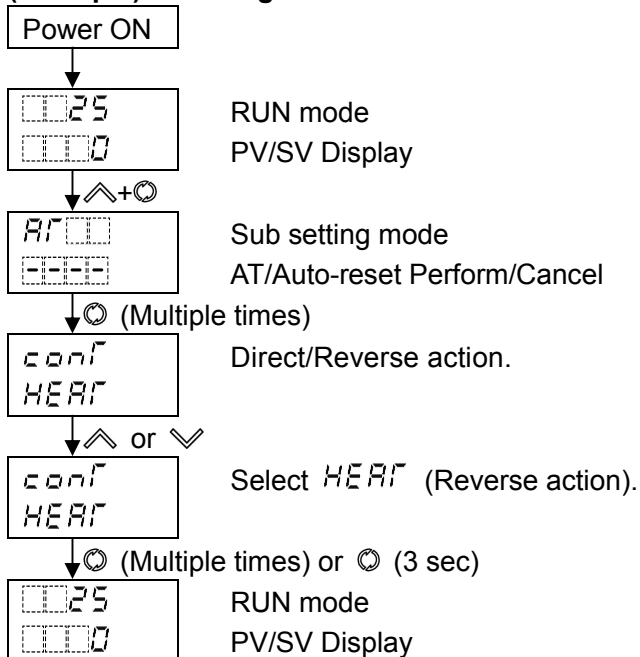 Power ON
25 RUN mode
0 PV/SV Display
+
AT Sub setting mode
---- AT/Auto-reset Perform/Cancel
(Multiple times)
conT Direct/Reverse action.
HEAT
or
conT Select HEAT (Reverse action).
HEAT
(Multiple times) or (3 sec)
25 RUN mode
0 PV/SV Display